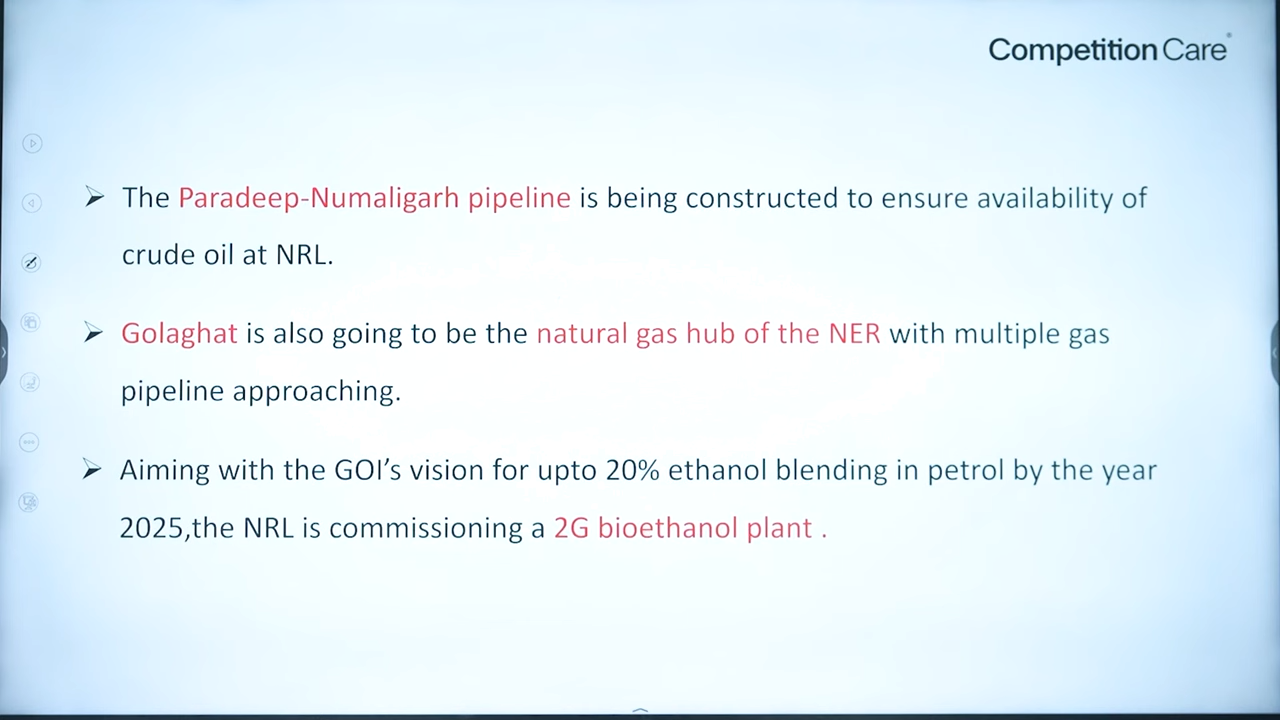 Competition Care
➢ The Paradeep-Numaligarh pipeline is being constructed to ensure availability of
crude oil at NRL.
➢ Golaghat is also going to be the natural gas hub of the NER with multiple gas
pipeline approaching.
➢ Aiming with the GOI’s vision for upto 20% ethanol blending in petrol by the year
2025,the NRL is commissioning a 2G bioethanol plant .